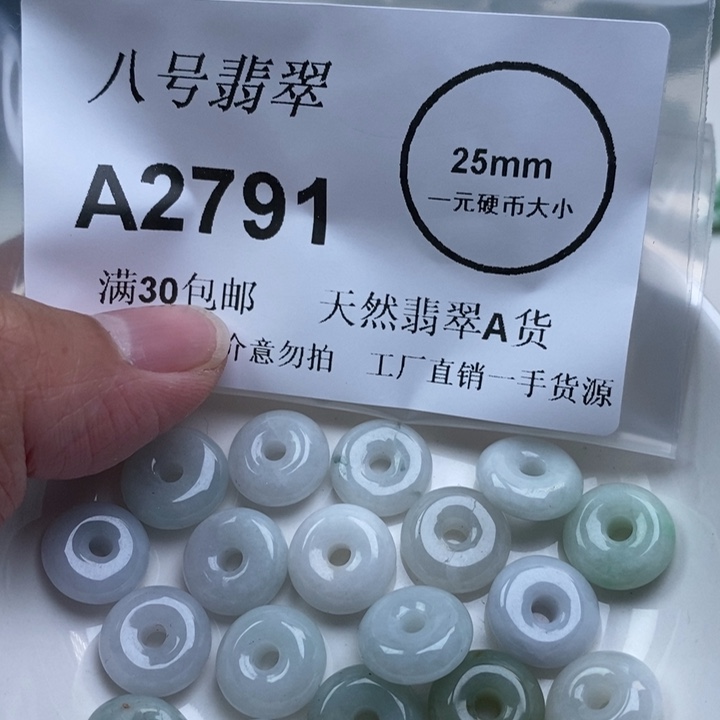 八号翡翠
A2791
25mm
一元硬币大小
满30包邮
天然翡翠A货
介意勿拍
工厂直销一手货源